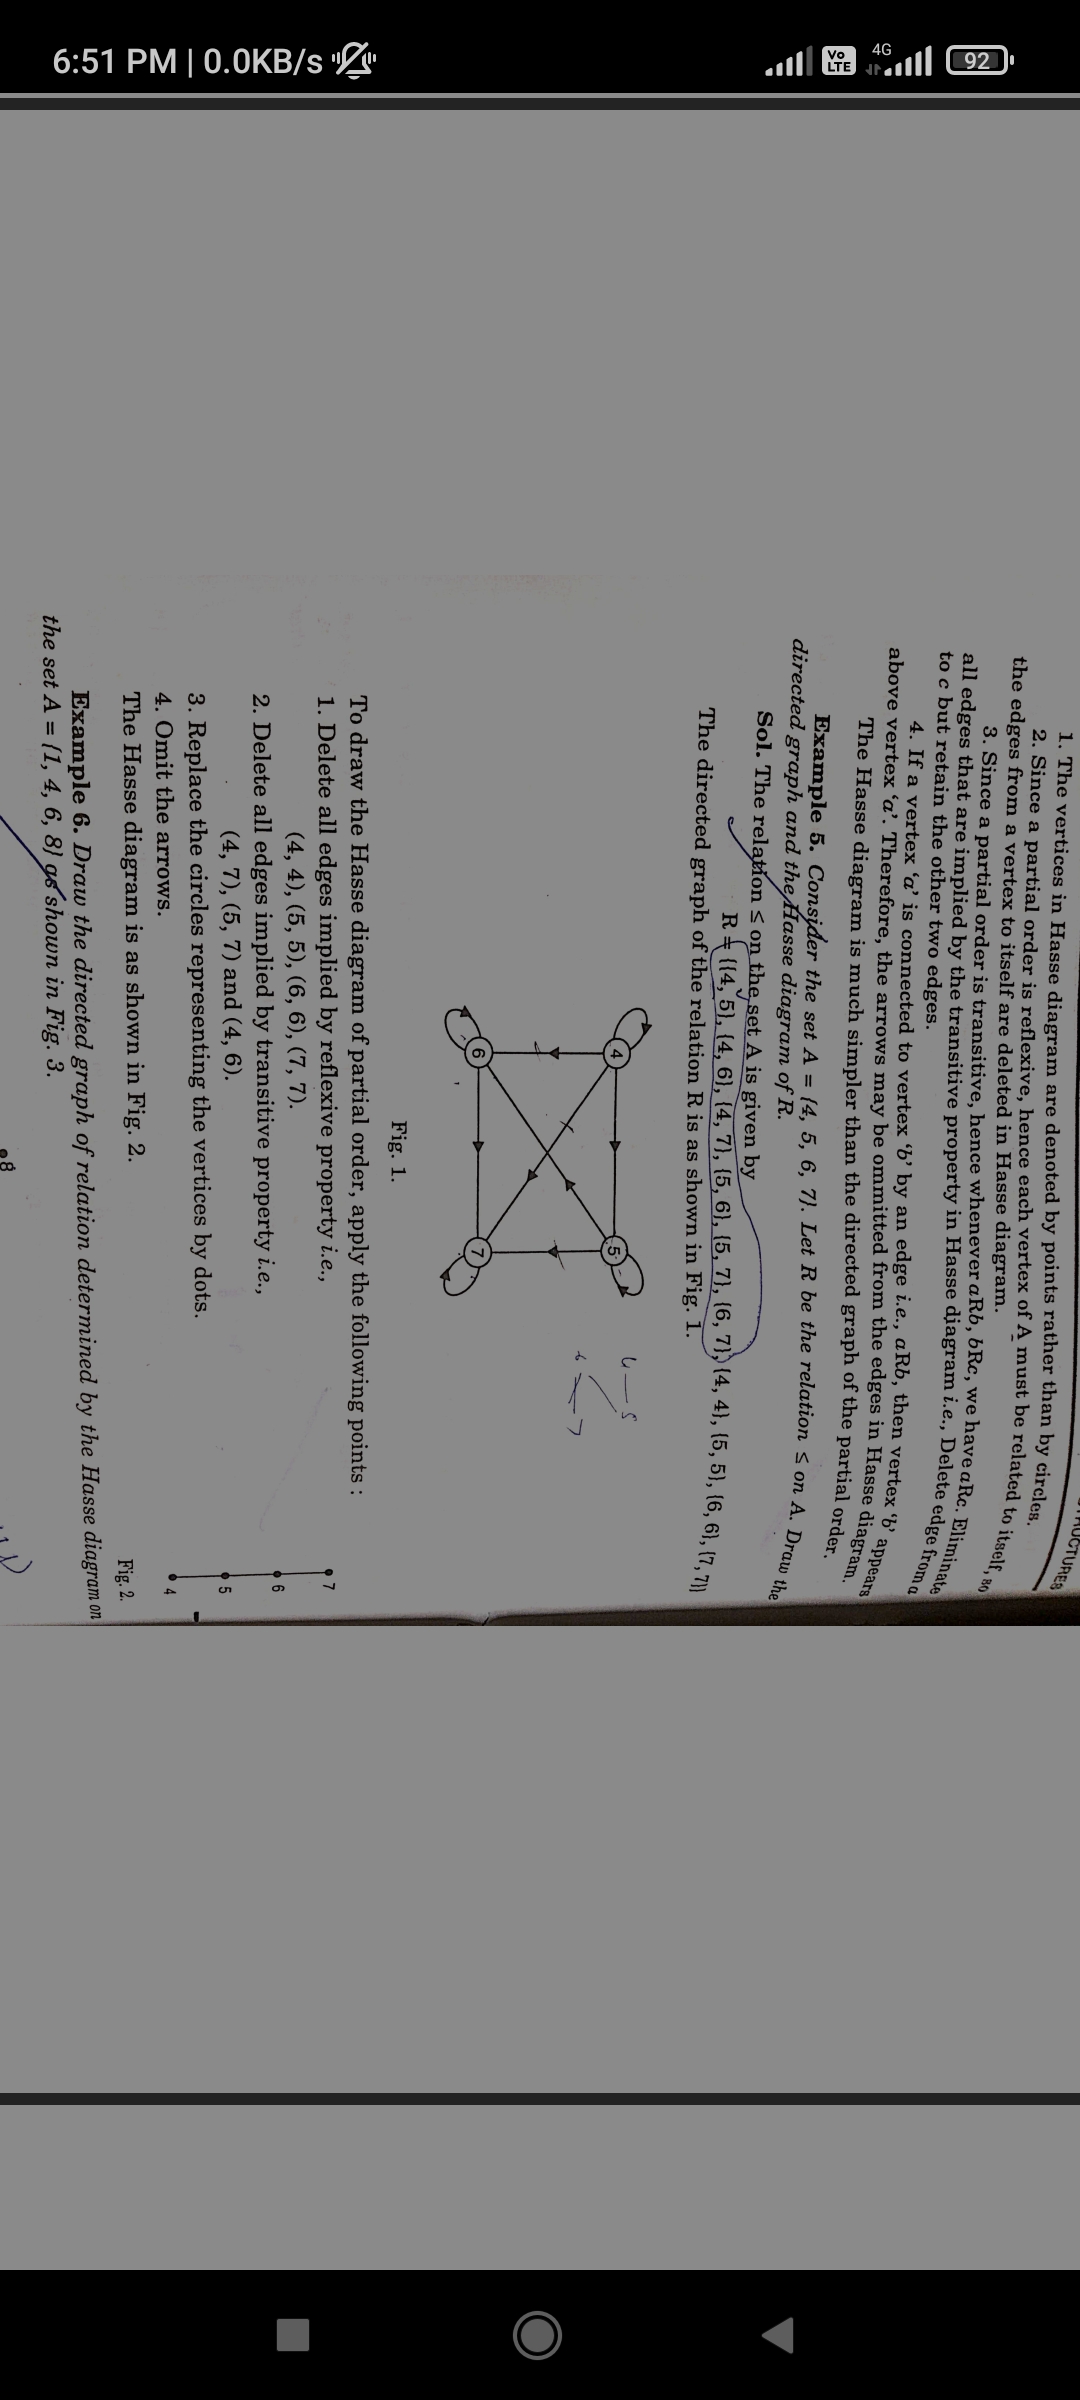 6:51 PM | 0.0KB/s
Vo LTE
4G
92
1. The vertices in Hasse diagram are denoted by points rather than by circles.
2. Since a partial order is reflexive, hence each vertex of A must be related to itself, so
the edges from a vertex to itself are deleted in Hasse diagram.
3. Since a partial order is transitive, hence whenever aRb, bRc, we have aRc. Eliminate
all edges that are implied by the transitive property in Hasse diagram i.e., Delete edge from a
to c but retain the other two edges.
4. If a vertex 'a' is connected to vertex 'b' by an edge i.e., aRb, then vertex 'b' appears
above vertex 'a'. Therefore, the arrows may be ommitted from the edges in Hasse diagram.
The Hasse diagram is much simpler than the directed graph of the partial order.
Example 5. Consider the set A = {4, 5, 6, 7}. Let R be the relation ≤ on A. Draw the
directed graph and the Hasse diagram of R.
Sol. The relation ≤ on the set A is given by
R = {{4, 5}, {4, 6}, {4, 7}, {5, 6}, {5, 7}, {6, 7}, {4, 4}, {5, 5}, {6, 6}, {7, 7}}
The directed graph of the relation R is as shown in Fig. 1.
4
5
6
7
4 5
6 7
Fig. 1.
To draw the Hasse diagram of partial order, apply the following points :
1. Delete all edges implied by reflexive property i.e.,
(4, 4), (5, 5), (6, 6), (7, 7).
2. Delete all edges implied by transitive property i.e.,
(4, 7), (5, 7) and (4, 6).
3. Replace the circles representing the vertices by dots.
4. Omit the arrows.
The Hasse diagram is as shown in Fig. 2.
7
6
5
4
Fig. 2.
Example 6. Draw the directed graph of relation determined by the Hasse diagram on
the set A = {1, 4, 6, 8} as shown in Fig. 3.
8